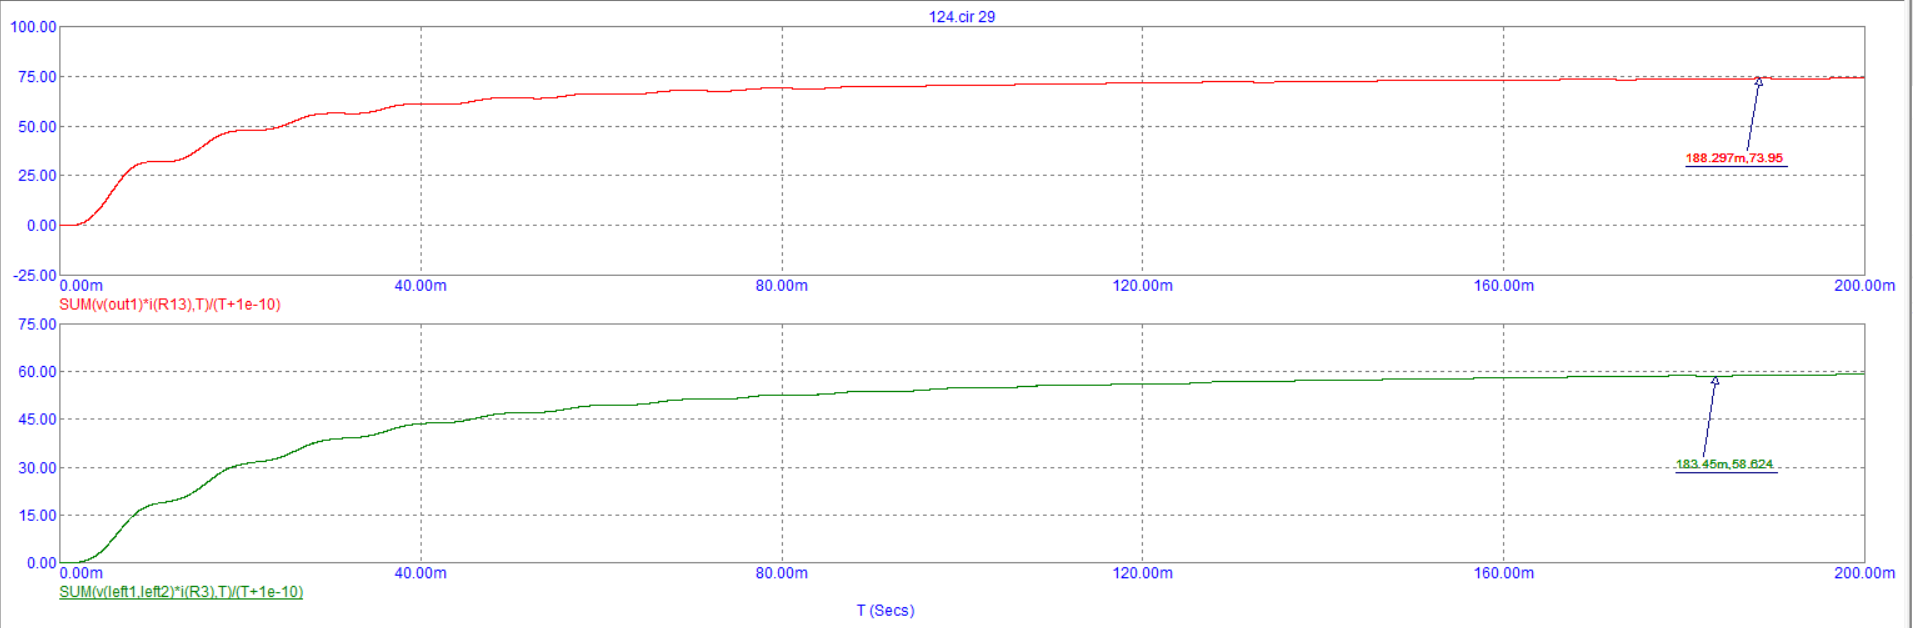 124.cir 29
100.00
75.00
50.00
25.00
0.00
-25.00
188.297m,73.95
0.00m 40.00m 80.00m 120.00m 160.00m 200.00m
SUM(v(out1)*i(R13),T)/(T+1e-10)
75.00
60.00
45.00
30.00
15.00
0.00
183.45m,58.624
0.00m 40.00m 80.00m 120.00m 160.00m 200.00m
SUM(v(left1,left2)*i(R3),T)/(T+1e-10)
T (Secs)